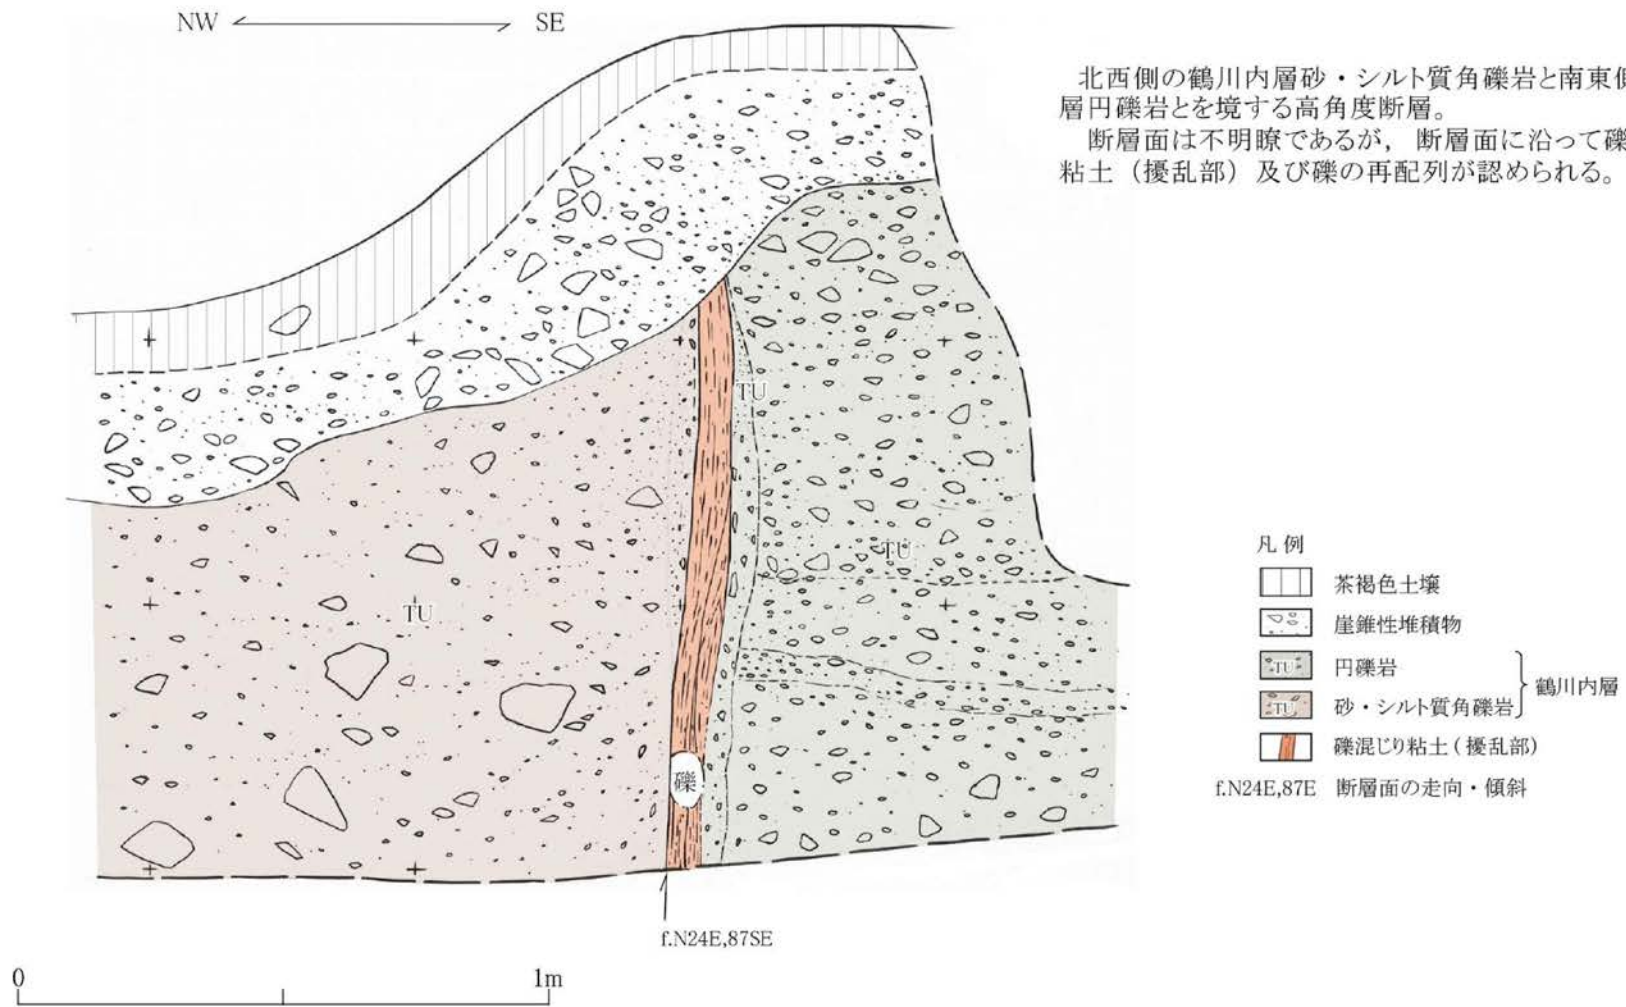 NW SE
北西側の鶴川内層砂・シルト質角礫岩と南東
層円礫岩とを境する高角度断層。
断層面は不明瞭であるが，断層面に沿って礫
粘土（擾乱部）及び礫の再配列が認められる。
TU
TU
TU
礫
f.N24E,87SE
0 1m
凡例
茶褐色土壌
崖錐性堆積物
TU 円礫岩
TU 砂・シルト質角礫岩
鶴川内層
礫混じり粘土(擾乱部)
f.N24E,87E 断層面の走向・傾斜